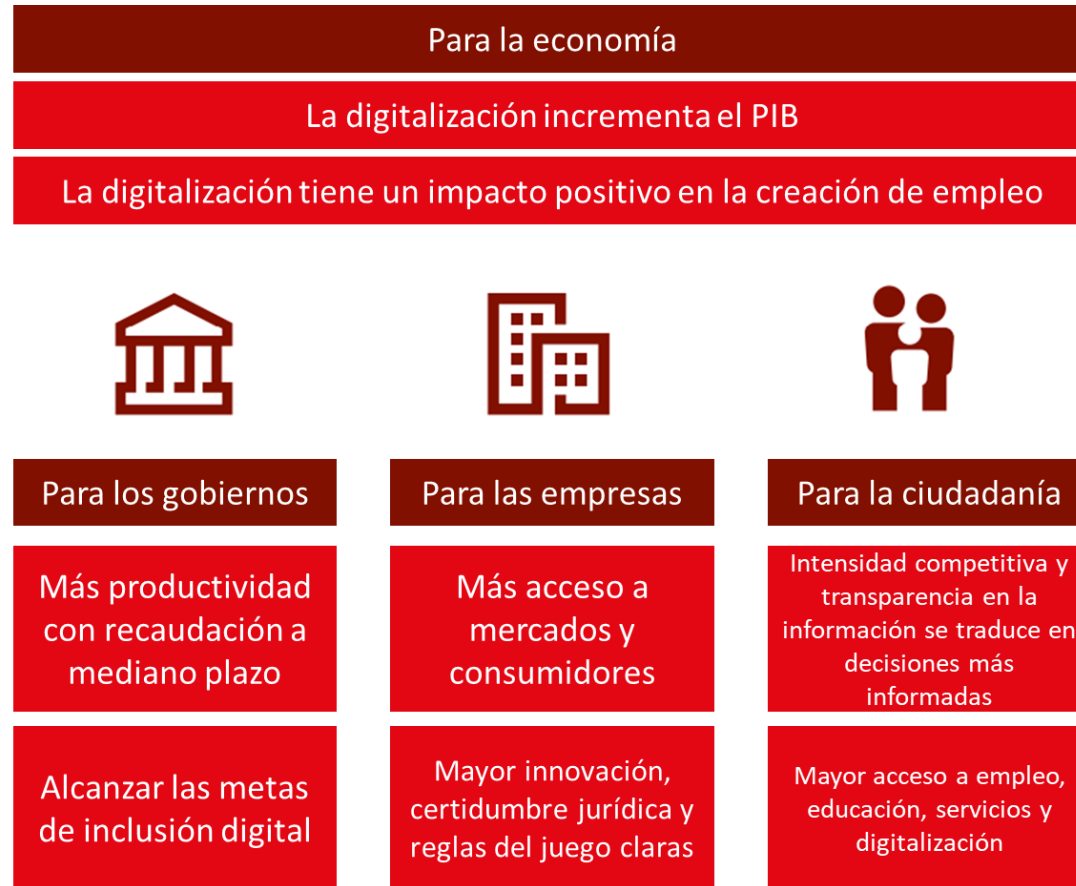 Para la economía
La digitalización incrementa el PIB
La digitalización tiene un impacto positivo en la creación de empleo
Para los gobiernos
Más productividad
con recaudación a
mediano plazo
Alcanzar las metas
de inclusión digital
Para las empresas
Más acceso a
mercados y
consumidores
Mayor innovación,
certidumbre jurídica y
reglas del juego claras
Para la ciudadanía
Intensidad competitiva y
transparencia en la
información se traduce en
decisiones más
informadas
Mayor acceso a empleo,
educación, servicios y
digitalización